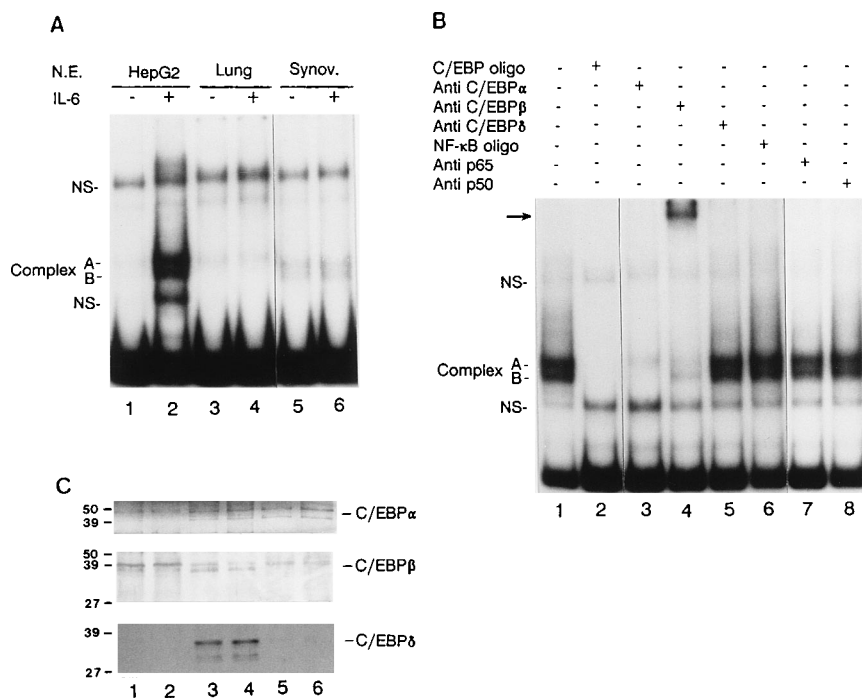 A
N.E. HepG2 Lung Synov.
IL-6 - + - + - +
NS-
Complex A-
B-
NS-
1 2 3 4 5 6
B
C/EBP oligo - + - - - - - -
Anti C/EBPα - - + - - - - -
Anti C/EBPβ - - - + - - - -
Anti C/EBPδ - - - - + - - -
NF-κB oligo - - - - - + - -
Anti p65 - - - - - - + -
Anti p50 - - - - - - - +
NS-
Complex A-
B-
NS-
1 2 3 4 5 6 7 8
C
50 -
39 -
- C/EBPα
50 -
39 -
- C/EBPβ
27 -
39 -
- C/EBPδ
27 -
1 2 3 4 5 6